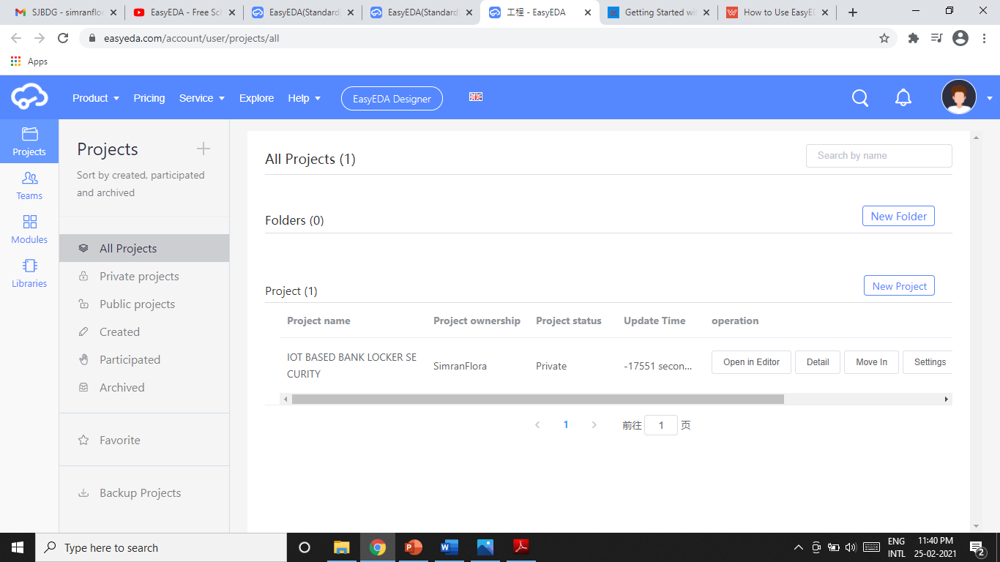 SJBDG - simranflo
EasyEDA - Free Sch
EasyEDA(Standard
EasyEDA(Standard
工程 - EasyEDA
Getting Started wi
How to Use EasyE
easyeda.com/account/user/projects/all
Apps
Product
Pricing
Service
Explore
Help
EasyEDA Designer
Projects
Teams
Modules
Libraries
Projects
Sort by created, participated
and archived
All Projects
Private projects
Public projects
Created
Participated
Archived
Favorite
Backup Projects
All Projects (1)
Search by name
Folders (0)
New Folder
Project (1)
New Project
Project name Project ownership Project status Update Time operation
IOT BASED BANK LOCKER SE
CURITY
SimranFlora
Private
-17551 secon...
Open in Editor
Detail
Move In
Settings
1
前往 1 页
Type here to search
ENG
INTL
11:40 PM
25-02-2021
2